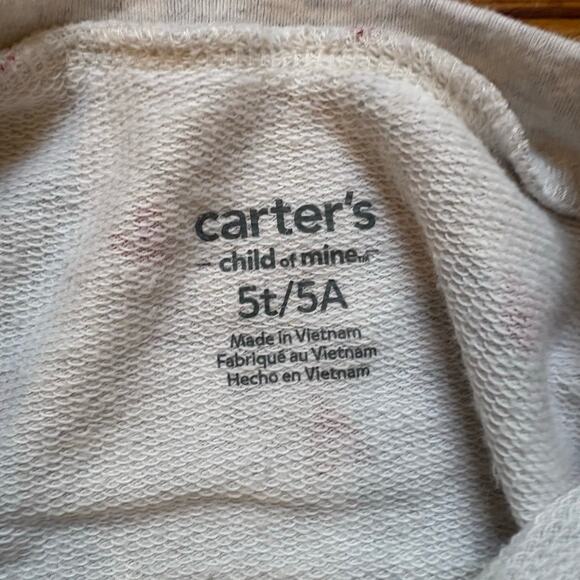 carter's
child of mine
5t/5A
Made in Vietnam
Fabriqué au Vietnam
Hecho en Vietnam